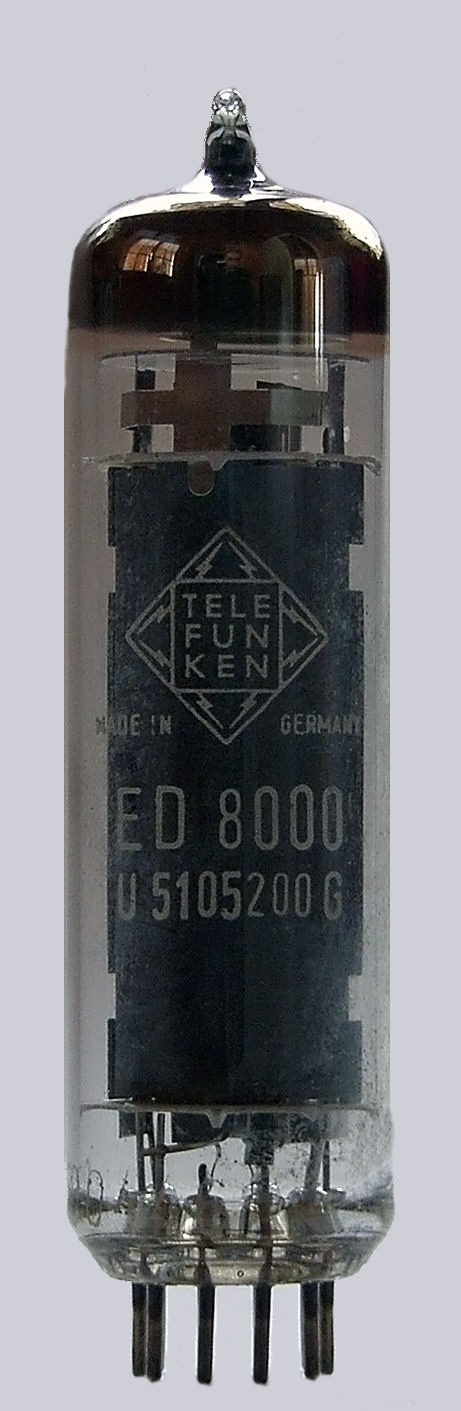 TELE
FUN
KEN
MADE IN GERMANY
ED 8000
U 5105200 G